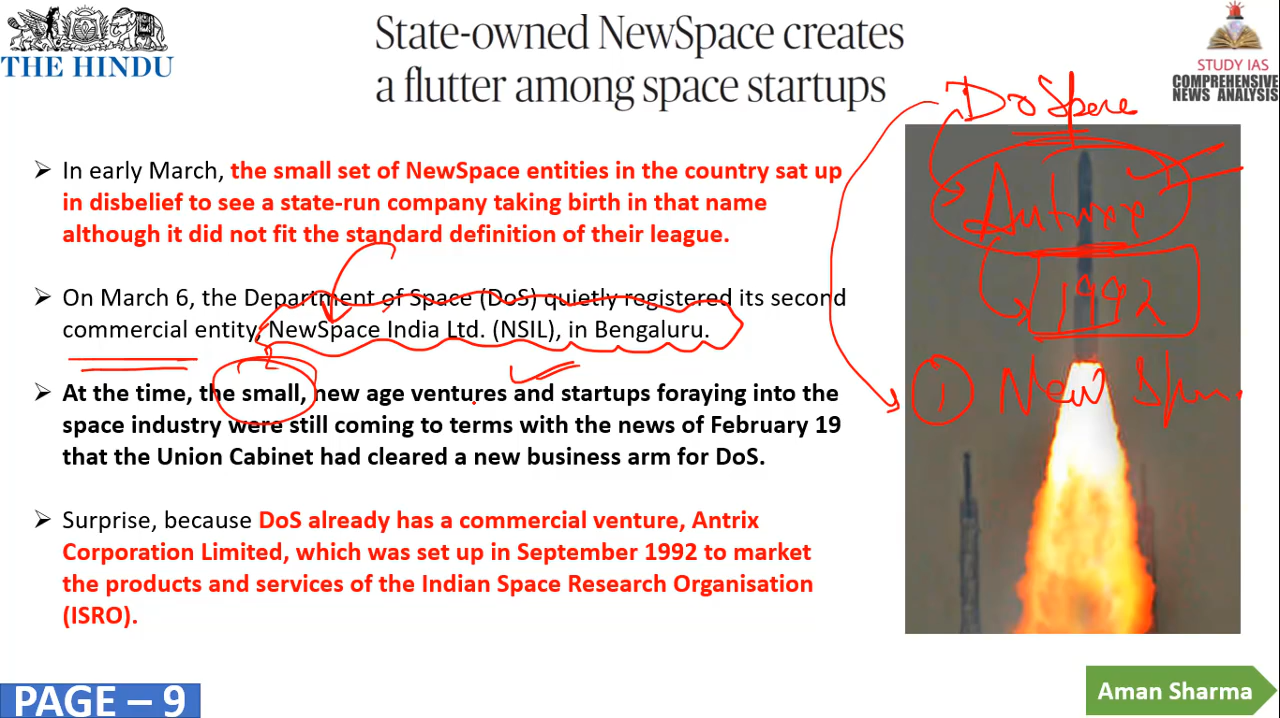 THE HINDU
State-owned NewSpace creates
a flutter among space startups
STUDY IAS
COMPREHENSIVE
NEWS ANALYSIS
Do Space
➢ In early March, the small set of NewSpace entities in the country sat up
in disbelief to see a state-run company taking birth in that name
although it did not fit the standard definition of their league.
Antrix
1992
➢ On March 6, the Department of Space (DoS) quietly registered its second
commercial entity, NewSpace India Ltd. (NSIL), in Bengaluru.
① New
➢ At the time, the small, new age ventures and startups foraying into the
space industry were still coming to terms with the news of February 19
that the Union Cabinet had cleared a new business arm for DoS.
➢ Surprise, because DoS already has a commercial venture, Antrix
Corporation Limited, which was set up in September 1992 to market
the products and services of the Indian Space Research Organisation
(ISRO).
PAGE – 9
Aman Sharma